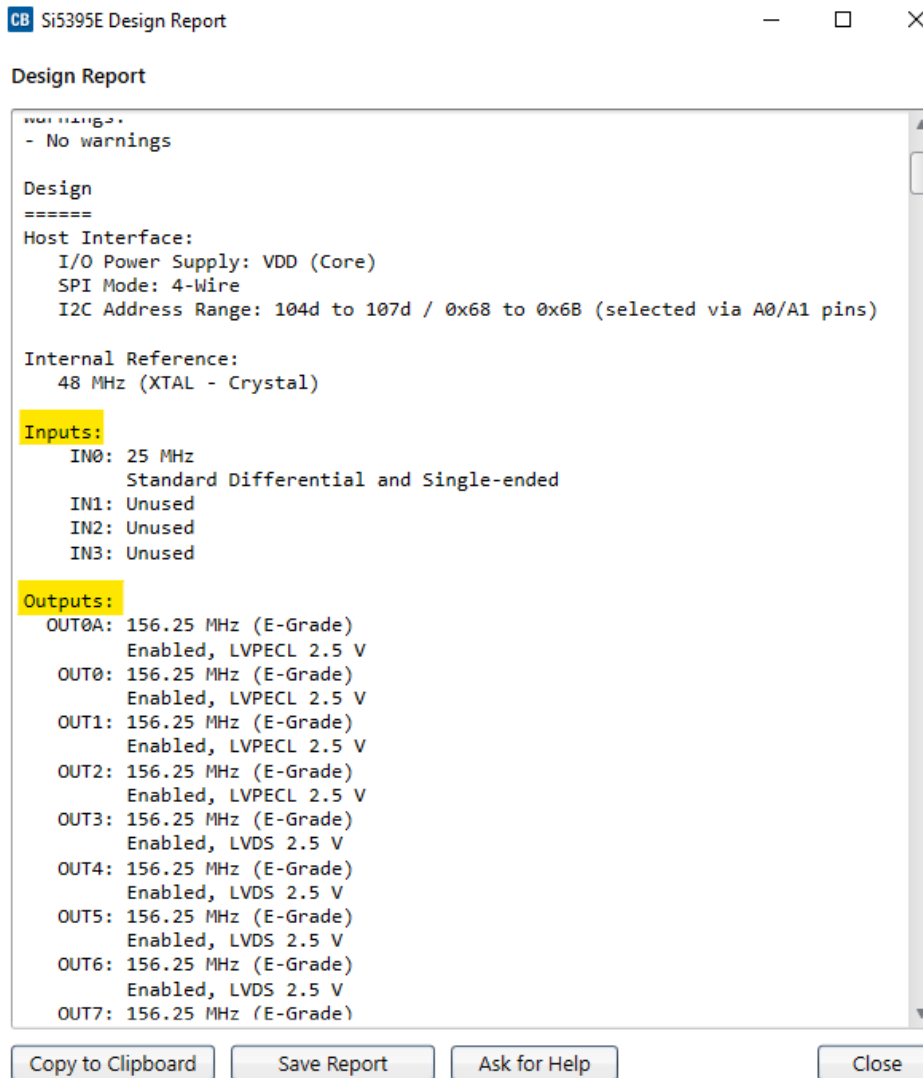 CB Si5395E Design Report
Design Report
warnings:
- No warnings
Design
======
Host Interface:
I/O Power Supply: VDD (Core)
SPI Mode: 4-Wire
I2C Address Range: 104d to 107d / 0x68 to 0x6B (selected via A0/A1 pins)
Internal Reference:
48 MHz (XTAL - Crystal)
Inputs:
IN0: 25 MHz
Standard Differential and Single-ended
IN1: Unused
IN2: Unused
IN3: Unused
Outputs:
OUT0A: 156.25 MHz (E-Grade)
Enabled, LVPECL 2.5 V
OUT0: 156.25 MHz (E-Grade)
Enabled, LVPECL 2.5 V
OUT1: 156.25 MHz (E-Grade)
Enabled, LVPECL 2.5 V
OUT2: 156.25 MHz (E-Grade)
Enabled, LVPECL 2.5 V
OUT3: 156.25 MHz (E-Grade)
Enabled, LVDS 2.5 V
OUT4: 156.25 MHz (E-Grade)
Enabled, LVDS 2.5 V
OUT5: 156.25 MHz (E-Grade)
Enabled, LVDS 2.5 V
OUT6: 156.25 MHz (E-Grade)
Enabled, LVDS 2.5 V
OUT7: 156.25 MHz (E-Grade)
Copy to Clipboard Save Report Ask for Help Close